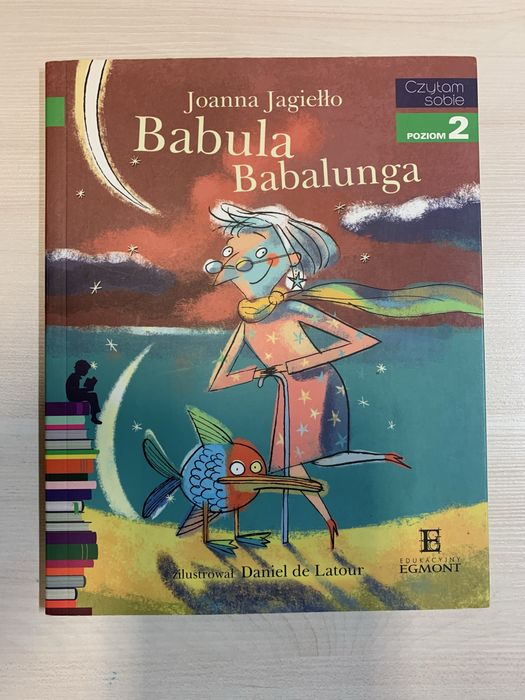 Joanna Jagiełło
Czytam
sobie
POZIOM 2
Babula
Babalunga
zilustrował Daniel de Latour
E
EDUKACYJNY
EGMONT